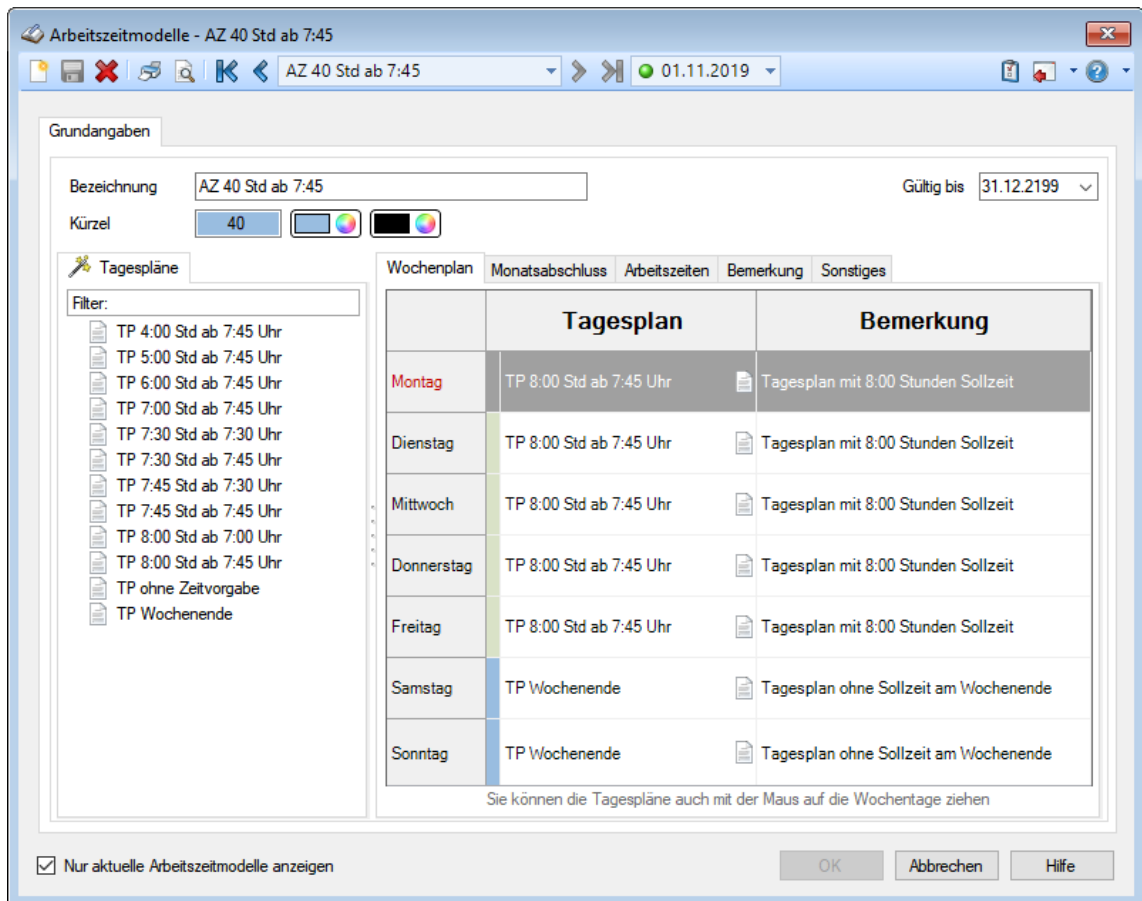 Arbeitszeitmodelle - AZ 40 Std ab 7:45
AZ 40 Std ab 7:45
01.11.2019
Grundangaben
Bezeichnung AZ 40 Std ab 7:45 Gültig bis 31.12.2199
Kürzel 40
Tagespläne
Filter:
TP 4:00 Std ab 7:45 Uhr
TP 5:00 Std ab 7:45 Uhr
TP 6:00 Std ab 7:45 Uhr
TP 7:00 Std ab 7:45 Uhr
TP 7:30 Std ab 7:30 Uhr
TP 7:30 Std ab 7:45 Uhr
TP 7:45 Std ab 7:30 Uhr
TP 7:45 Std ab 7:45 Uhr
TP 8:00 Std ab 7:00 Uhr
TP 8:00 Std ab 7:45 Uhr
TP ohne Zeitvorgabe
TP Wochenende
Wochenplan Monatsabschluss Arbeitszeiten Bemerkung Sonstiges
Tagesplan Bemerkung
Montag TP 8:00 Std ab 7:45 Uhr Tagesplan mit 8:00 Stunden Sollzeit
Dienstag TP 8:00 Std ab 7:45 Uhr Tagesplan mit 8:00 Stunden Sollzeit
Mittwoch TP 8:00 Std ab 7:45 Uhr Tagesplan mit 8:00 Stunden Sollzeit
Donnerstag TP 8:00 Std ab 7:45 Uhr Tagesplan mit 8:00 Stunden Sollzeit
Freitag TP 8:00 Std ab 7:45 Uhr Tagesplan mit 8:00 Stunden Sollzeit
Samstag TP Wochenende Tagesplan ohne Sollzeit am Wochenende
Sonntag TP Wochenende Tagesplan ohne Sollzeit am Wochenende
Sie können die Tagespläne auch mit der Maus auf die Wochentage ziehen
Nur aktuelle Arbeitszeitmodelle anzeigen
OK Abbrechen Hilfe